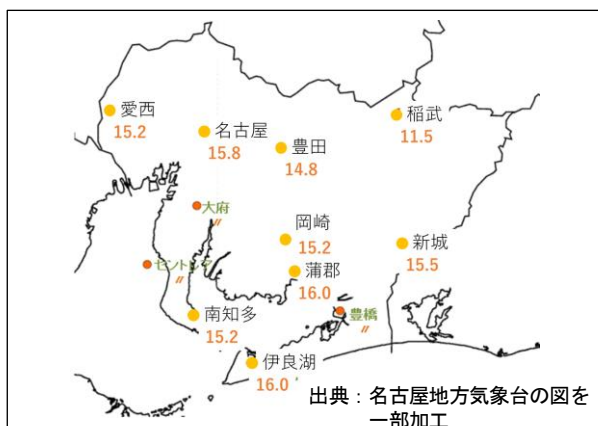 愛西
15.2
名古屋
15.8
豊田
14.8
稲武
11.5
大府
〃
岡崎
15.2
新城
15.5
セントレア
〃
蒲郡
16.0
南知多
15.2
豊橋
〃
伊良湖
16.0
出典：名古屋地方気象台の図を
一部加工